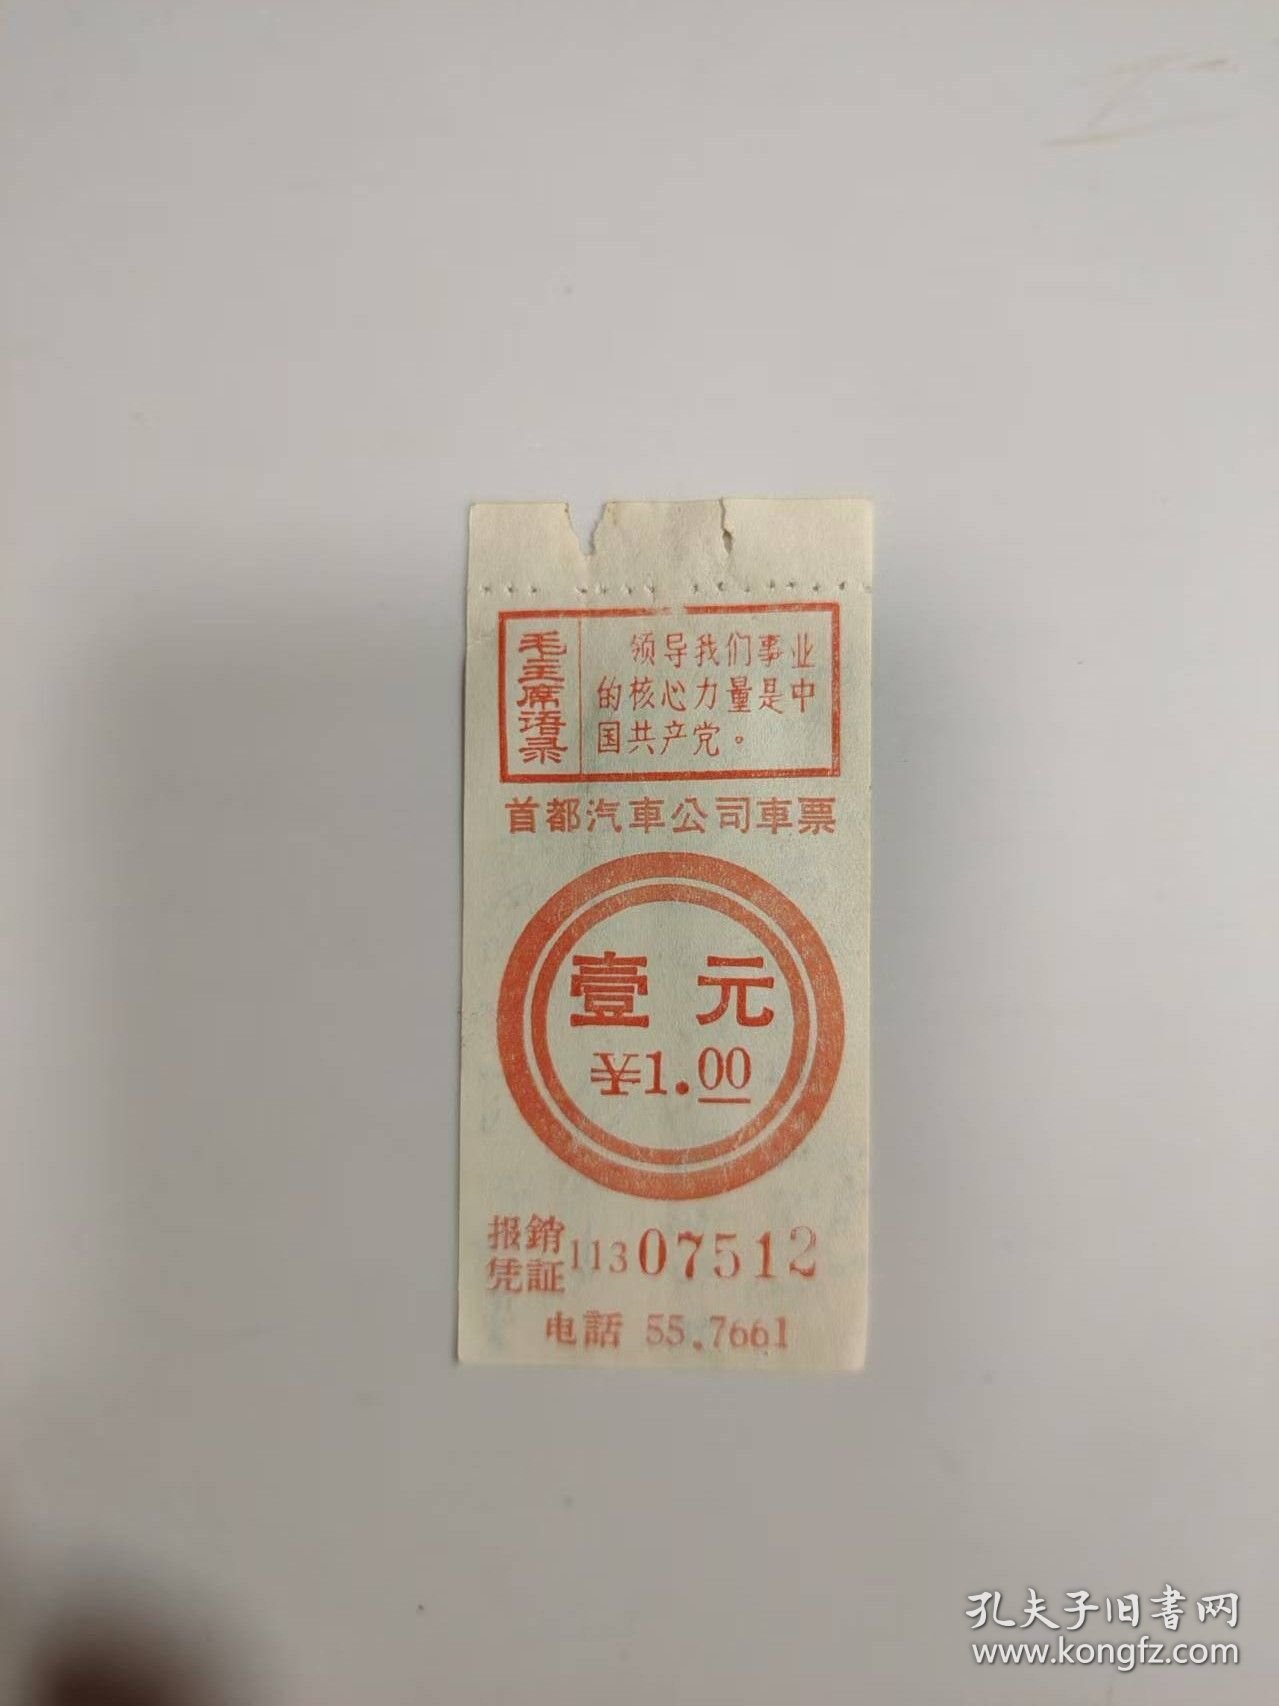 毛主席语录
领导我们事业
的核心力量是中
国共产党。
首都汽車公司車票
壹元
¥1.00
报銷
凭証
11307512
电話 55.7661
孔夫子旧書网
www.kongfz.com